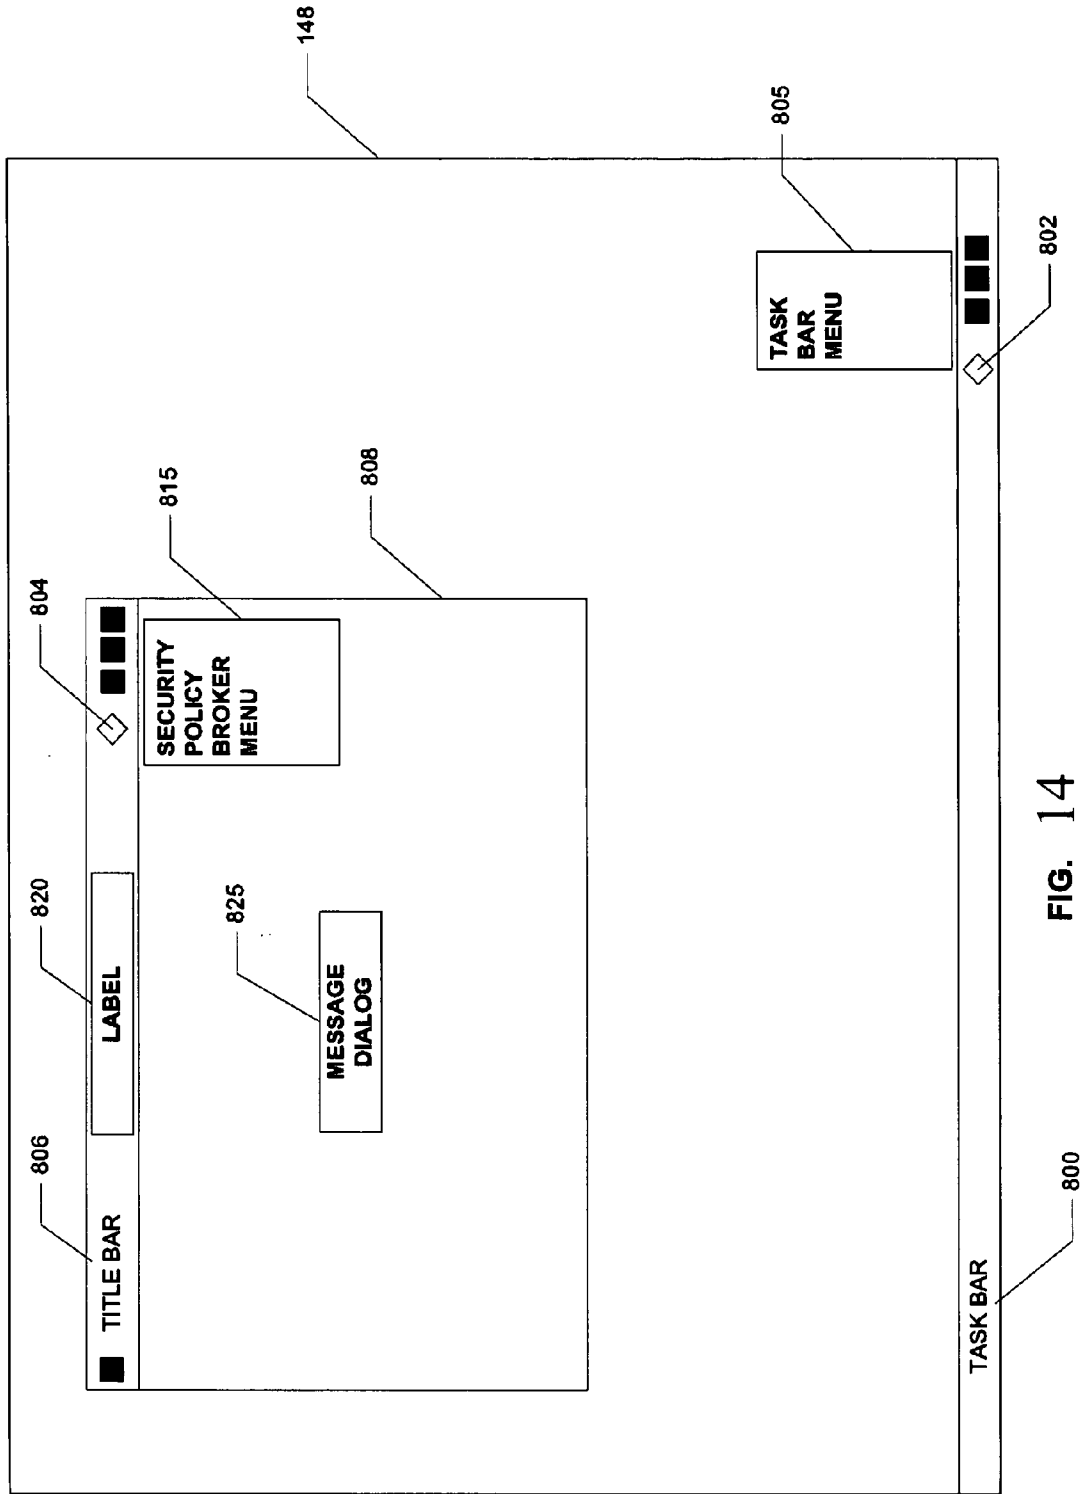 148
804
820
806
TITLE BAR
LABEL
815
SECURITY
POLICY
BROKER
MENU
808
825
MESSAGE
DIALOG
805
TASK
BAR
MENU
802
TASK BAR
800
FIG. 14